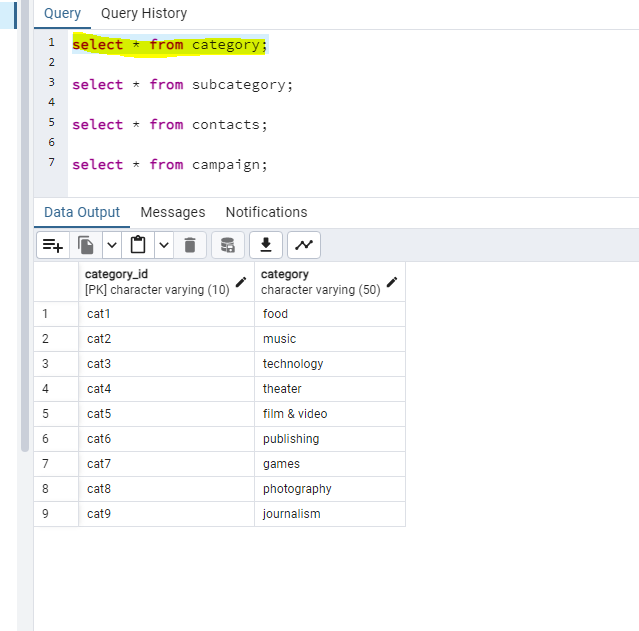 Query Query History
1 select * from category;
2
3 select * from subcategory;
4
5 select * from contacts;
6
7 select * from campaign;
Data Output Messages Notifications
category_id category
[PK] character varying (10) character varying (50)
1 cat1 food
2 cat2 music
3 cat3 technology
4 cat4 theater
5 cat5 film & video
6 cat6 publishing
7 cat7 games
8 cat8 photography
9 cat9 journalism